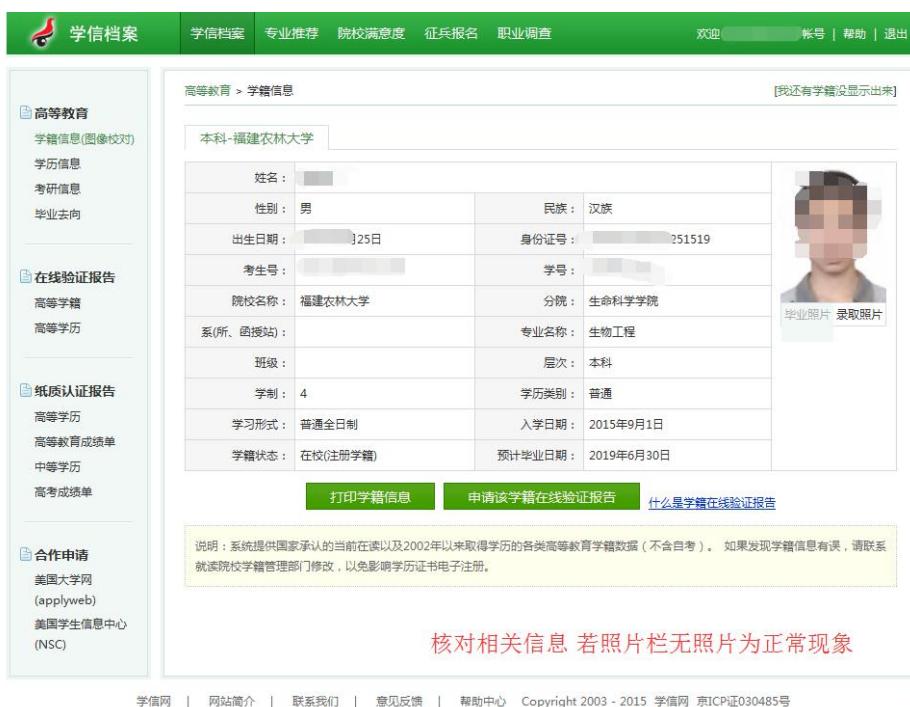 学信档案
学信档案 专业推荐 院校满意度 征兵报名 职业调查 欢迎 帐号 | 帮助 | 退出
高等教育
学籍信息(图像校对)
学历信息
考研信息
毕业去向
在线验证报告
高等学籍
高等学历
纸质认证报告
高等学历
高等教育成绩单
中等学历
高考成绩单
合作申请
美国大学网
(applyweb)
美国学生信息中心
(NSC)
高等教育 > 学籍信息 [我还有学籍没显示出来]
本科-福建农林大学
姓名:
性别: 男 民族: 汉族
出生日期: 月25日 身份证号: 251519
考生号: 学号:
院校名称: 福建农林大学 分院: 生命科学学院
系(所、函授站): 专业名称: 生物工程
班级: 层次: 本科
学制: 4 学历类别: 普通
学习形式: 普通全日制 入学日期: 2015年9月1日
学籍状态: 在校(注册学籍) 预计毕业日期: 2019年6月30日
毕业照片 录取照片
打印学籍信息 申请该学籍在线验证报告 什么是学籍在线验证报告
说明:系统提供国家承认的当前在读以及2002年以来取得学历的各类高等教育学籍数据(不含自考)。 如果发现学籍信息有误,请联系
就读院校学籍管理部门修改,以免影响学历证书电子注册。
核对相关信息 若照片栏无照片为正常现象
学信网 | 网站简介 | 联系我们 | 意见反馈 | 帮助中心 Copyright 2003 - 2015 学信网 京ICP证030485号